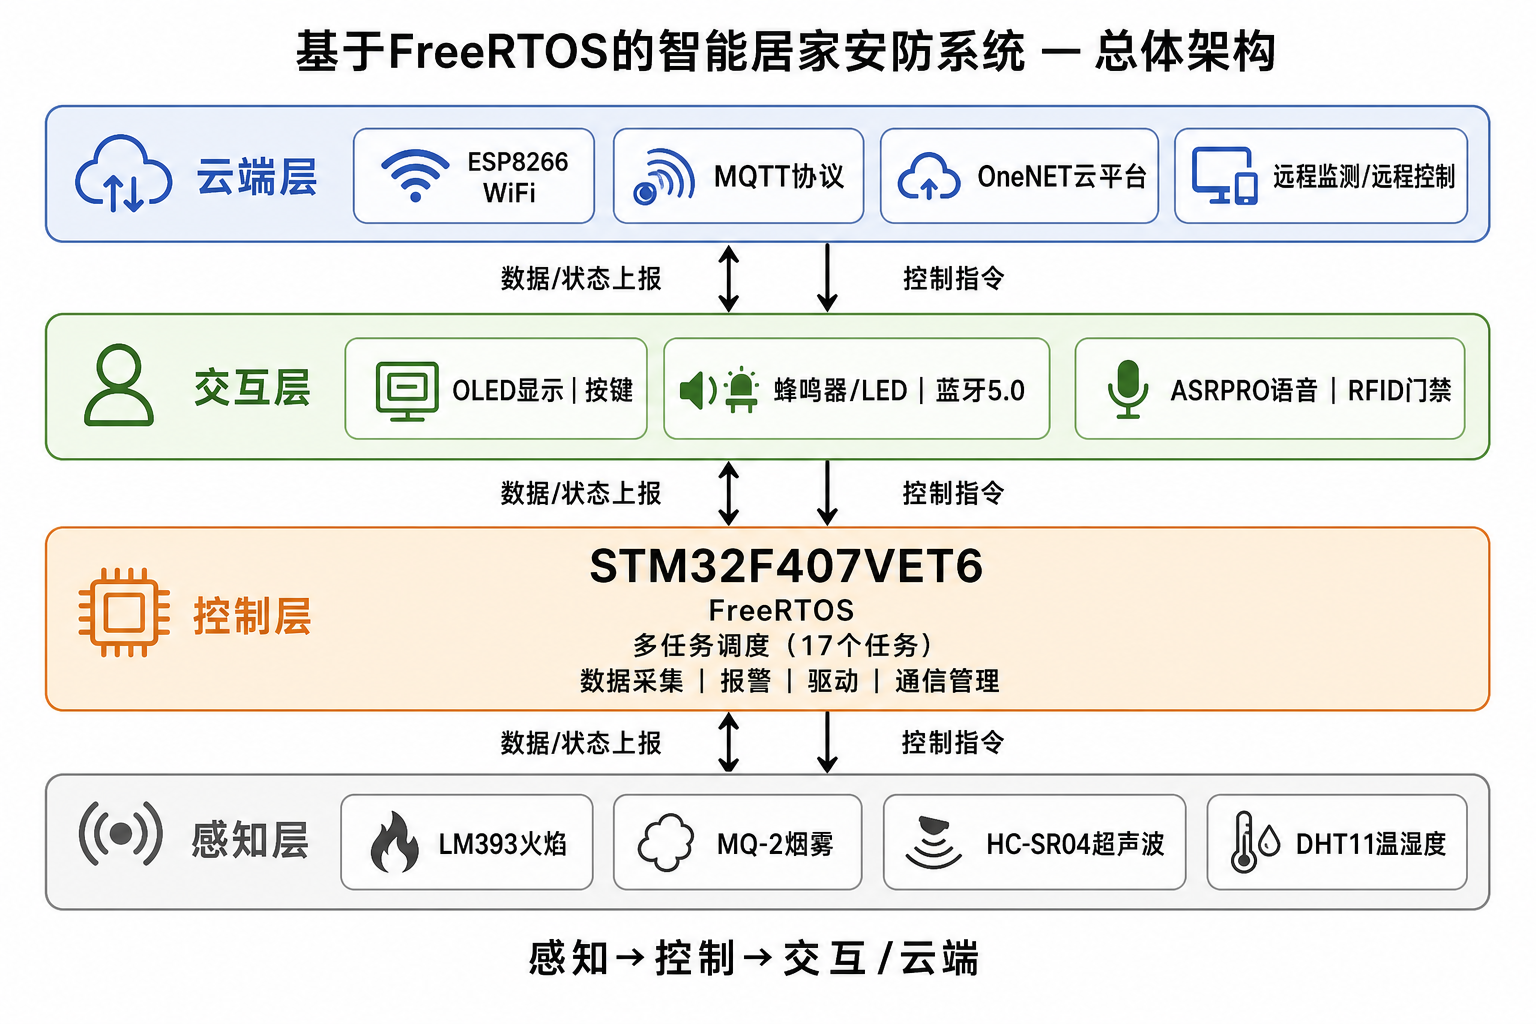 基于FreeRTOS的智能居家安防系统 — 总体架构
云端层
ESP8266
WiFi
MQTT协议
OneNET云平台
远程监测/远程控制
数据/状态上报
控制指令
交互层
OLED显示 | 按键
蜂鸣器/LED | 蓝牙5.0
ASRPRO语音 | RFID门禁
数据/状态上报
控制指令
控制层
STM32F407VET6
FreeRTOS
多任务调度（17个任务）
数据采集 | 报警 | 驱动 | 通信管理
数据/状态上报
控制指令
感知层
LM393火焰
MQ-2烟雾
HC-SR04超声波
DHT11温湿度
感知→控制→交互/云端